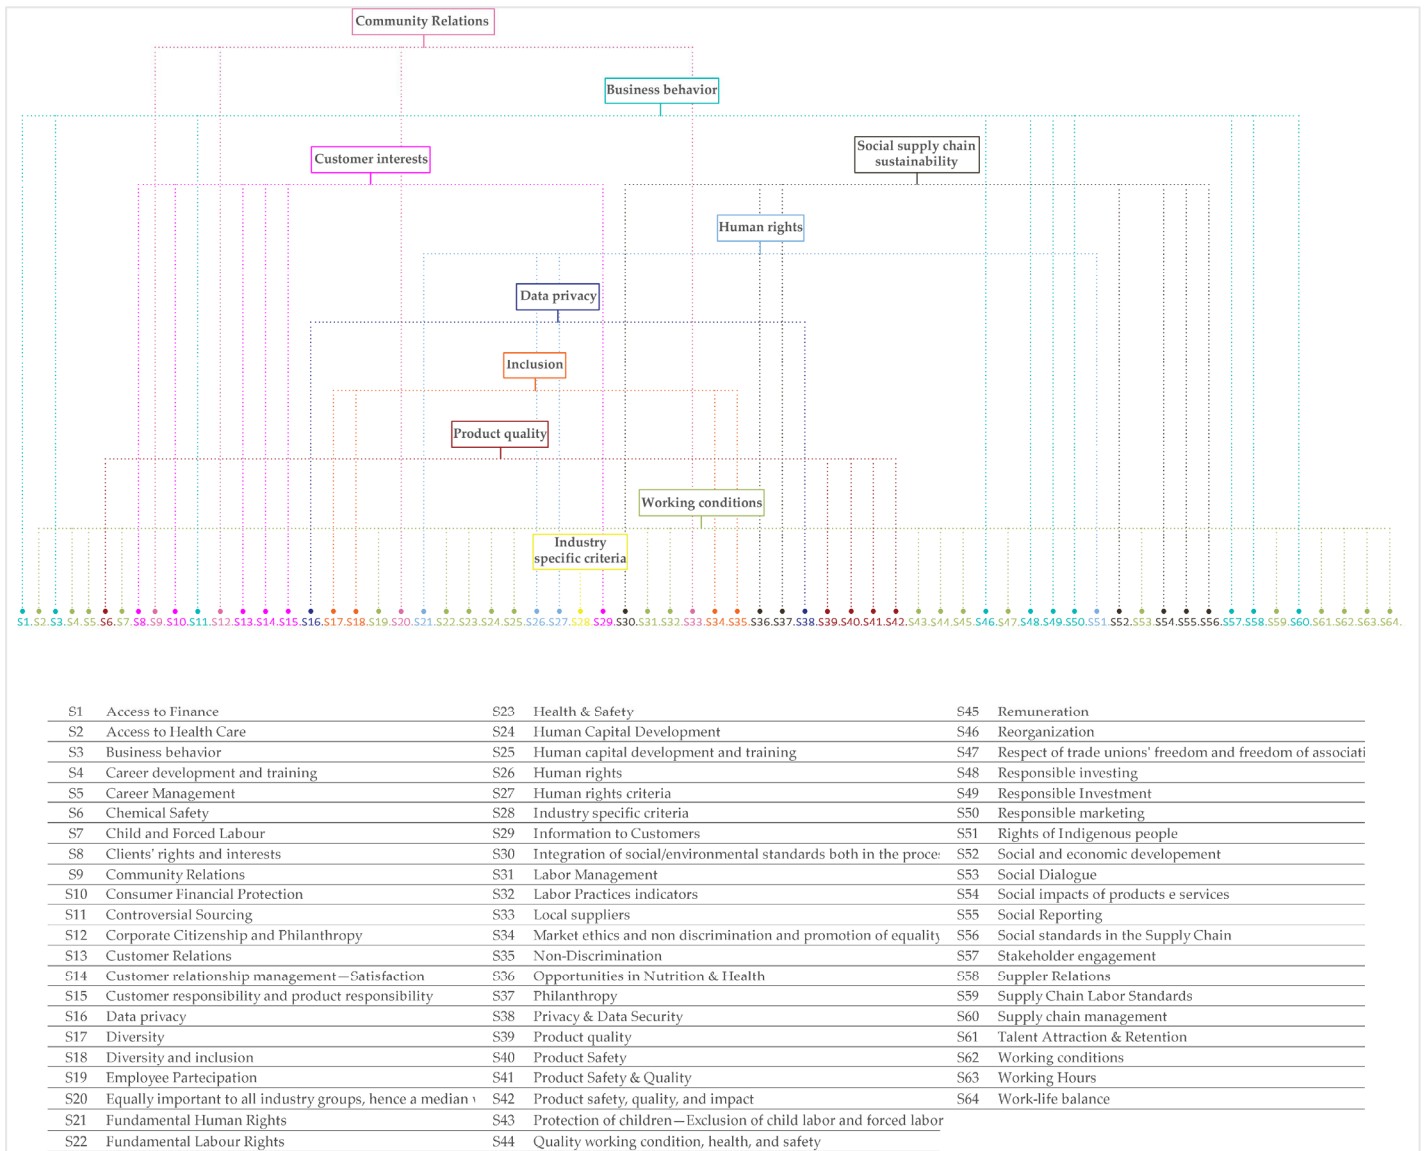 Community Relations
Business behavior
Social supply chain
sustainability
Customer interests
Human rights
Data privacy
Inclusion
Product quality
Working conditions
Industry
specific criteria
S1. S2. S3. S4. S5. S6. S7. S8. S9. S10. S11. S12. S13. S14. S15. S16. S17. S18. S19. S20. S21. S22. S23. S24. S25. S26. S27. S28. S29. S30. S31. S32. S33. S34. S35. S36. S37. S38. S39. S40. S41. S42. S43. S44. S45. S46. S47. S48. S49. S50. S51. S52. S53. S54. S55. S56. S57. S58. S59. S60. S61. S62. S63. S64.
S1 Access to Finance
S2 Access to Health Care
S3 Business behavior
S4 Career development and training
S5 Career Management
S6 Chemical Safety
S7 Child and Forced Labour
S8 Clients' rights and interests
S9 Community Relations
S10 Consumer Financial Protection
S11 Controversial Sourcing
S12 Corporate Citizenship and Philanthropy
S13 Customer Relations
S14 Customer relationship management—Satisfaction
S15 Customer responsibility and product responsibility
S16 Data privacy
S17 Diversity
S18 Diversity and inclusion
S19 Employee Partecipation
S20 Equally important to all industry groups, hence a median
S21 Fundamental Human Rights
S22 Fundamental Labour Rights
S23 Health & Safety
S24 Human Capital Development
S25 Human capital development and training
S26 Human rights
S27 Human rights criteria
S28 Industry specific criteria
S29 Information to Customers
S30 Integration of social/environmental standards both in the proce
S31 Labor Management
S32 Labor Practices indicators
S33 Local suppliers
S34 Market ethics and non discrimination and promotion of equality
S35 Non-Discrimination
S36 Opportunities in Nutrition & Health
S37 Philanthropy
S38 Privacy & Data Security
S39 Product quality
S40 Product Safety
S41 Product Safety & Quality
S42 Product safety, quality, and impact
S43 Protection of children—Exclusion of child labor and forced labor
S44 Quality working condition, health, and safety
S45 Remuneration
S46 Reorganization
S47 Respect of trade unions' freedom and freedom of associati
S48 Responsible investing
S49 Responsible Investment
S50 Responsible marketing
S51 Rights of Indigenous people
S52 Social and economic developement
S53 Social Dialogue
S54 Social impacts of products e services
S55 Social Reporting
S56 Social standards in the Supply Chain
S57 Stakeholder engagement
S58 Suppler Relations
S59 Supply Chain Labor Standards
S60 Supply chain management
S61 Talent Attraction & Retention
S62 Working conditions
S63 Working Hours
S64 Work-life balance